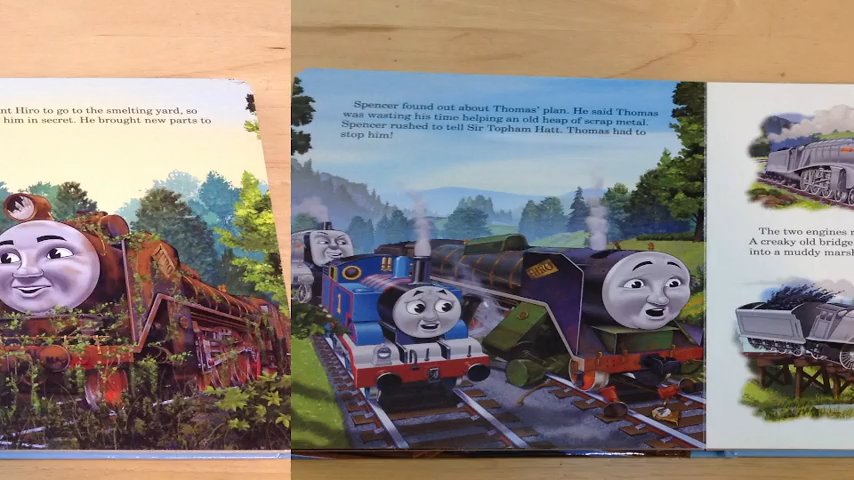 nt Hiro to go to the smelting yard, so
him in secret. He brought new parts to
Spencer found out about Thomas' plan. He said Thomas
was wasting his time helping an old heap of scrap metal.
Spencer rushed to tell Sir Topham Hatt. Thomas had to
stop him!
HIRO
1
The two engines
A creaky old bridge
into a muddy marsh